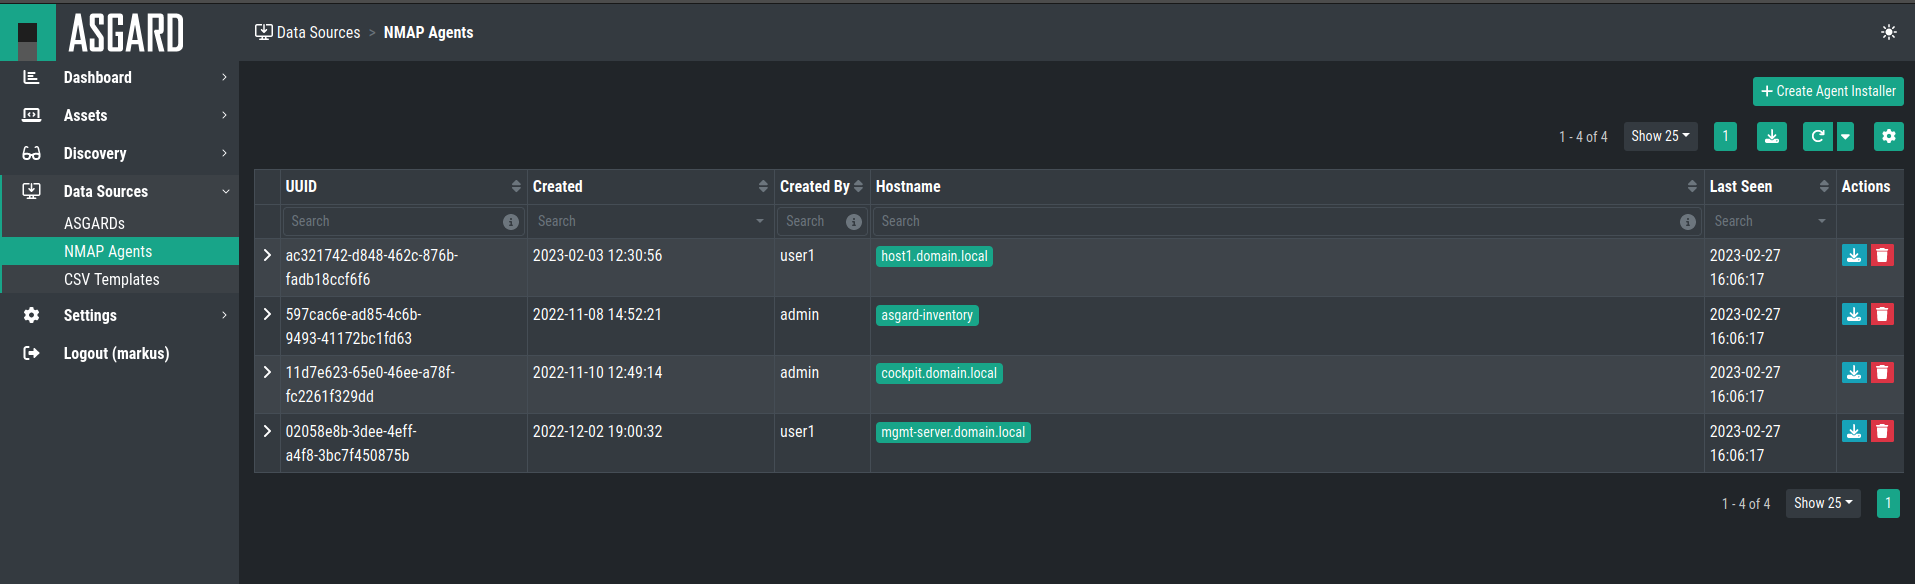 ASGARD
Data Sources > NMAP Agents
Dashboard
Assets
Discovery
Data Sources
ASGARDs
NMAP Agents
CSV Templates
Settings
Logout (markus)
+ Create Agent Installer
1 - 4 of 4 Show 25 1
UUID Created Created By Hostname Last Seen Actions
Search Search Search Search Search
ac321742-d848-462c-876b- 2023-02-03 12:30:56 user1 host1.domain.local 2023-02-27
fadb18ccf6f6 16:06:17
597cac6e-ad85-4c6b- 2022-11-08 14:52:21 admin asgard-inventory 2023-02-27
9493-41172bc1fd63 16:06:17
11d7e623-65e0-46ee-a78f- 2022-11-10 12:49:14 admin cockpit.domain.local 2023-02-27
fc2261f329dd 16:06:17
02058e8b-3dee-4eff- 2022-12-02 19:00:32 user1 mgmt-server.domain.local 2023-02-27
a4f8-3bc7f450875b 16:06:17
1 - 4 of 4 Show 25 1